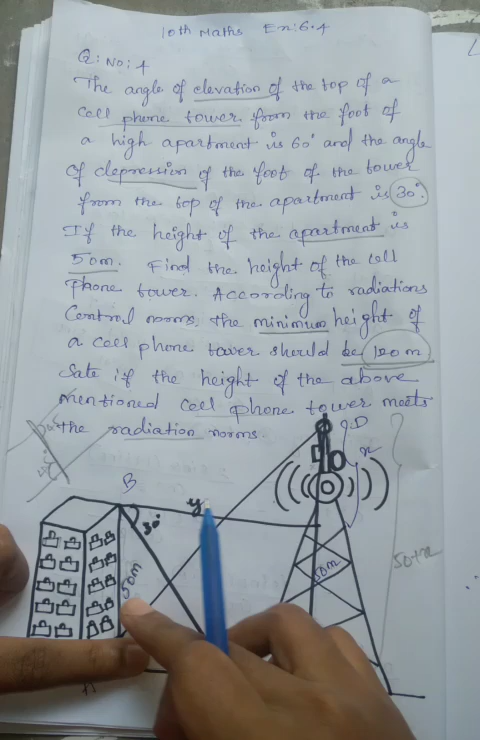 10th Maths Ex: 6.4
Q: No: 4
The angle of elevation of the top of a
cell phone tower from the foot of
a high apartment is 60° and the angle
of depression of the foot of the tower
from the top of the apartment is 30°.
If the height of the apartment is
50m. Find the height of the cell
phone tower. According to radiations
Control norms, the minimum height of
a cell phone tower should be 120m
Sate if the height of the above
mentioned cell phone tower meets
the radiation norms.
B
D
x
y
30°
50m
50m
50+x
A